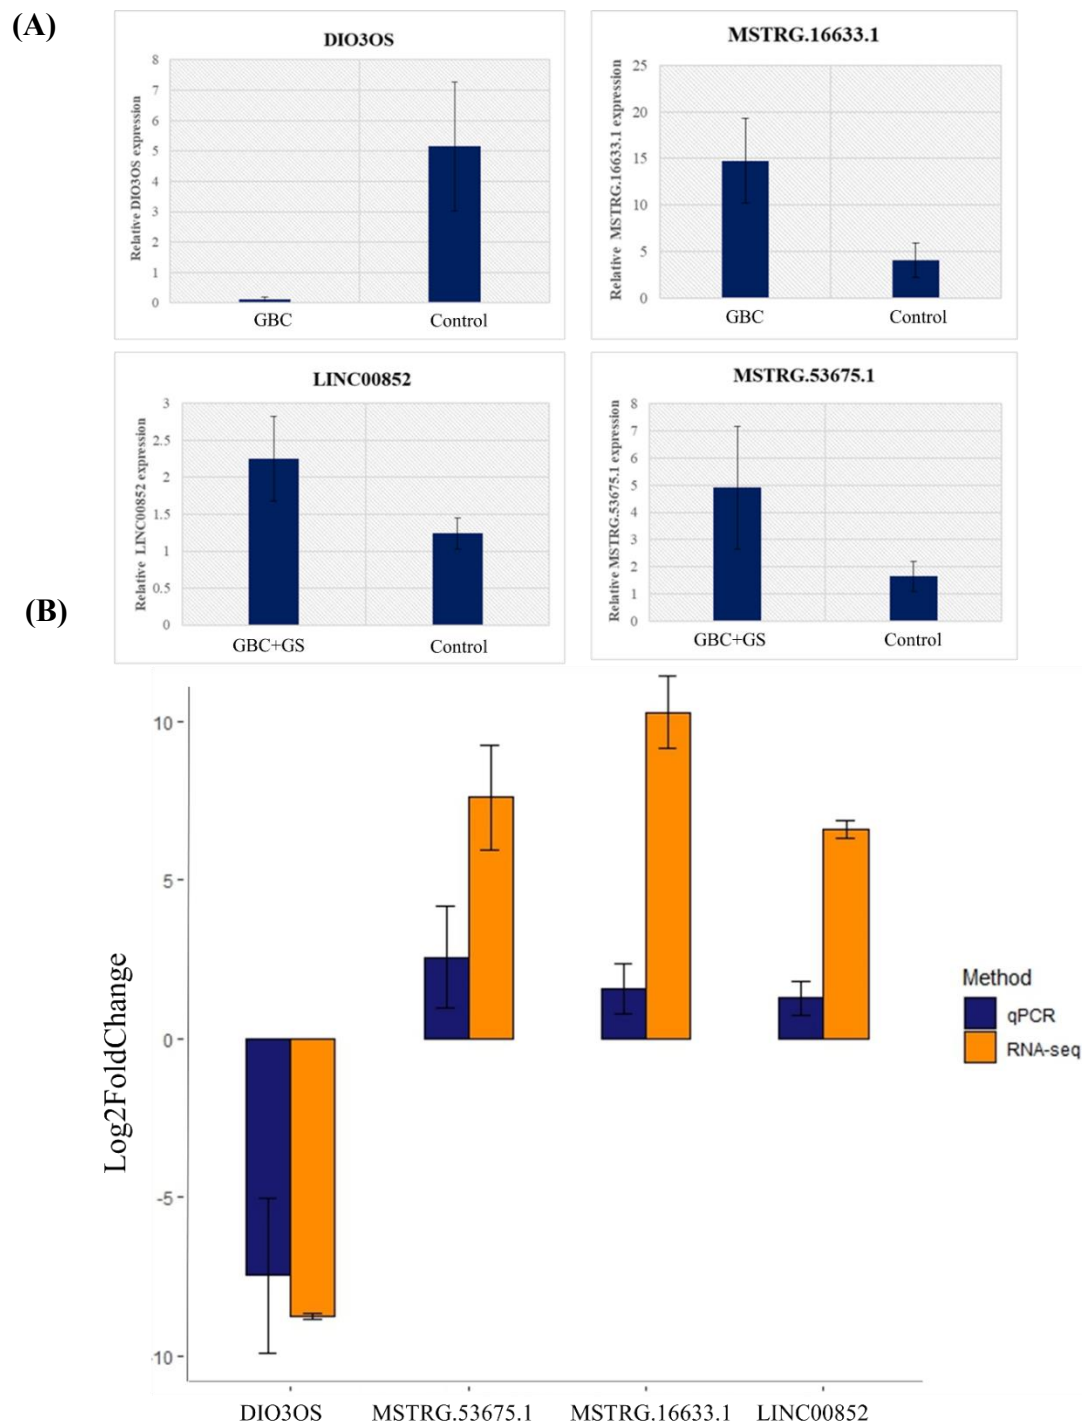 (A)
DIO3OS
Relative DIO3OS expression
8
7
6
5
4
3
2
1
0
GBC
Control
MSTRG.16633.1
Relative MSTRG.16633.1 expression
25
20
15
10
5
0
GBC
Control
LINC00852
Relative LINC00852 expression
3
2.5
2
1.5
1
0.5
0
GBC+GS
Control
MSTRG.53675.1
Relative MSTRG.53675.1 expression
8
7
6
5
4
3
2
1
0
GBC+GS
Control
(B)
Log2FoldChange
10
5
0
-5
-10
DIO3OS
MSTRG.53675.1
MSTRG.16633.1
LINC00852
Method
qPCR
RNA-seq